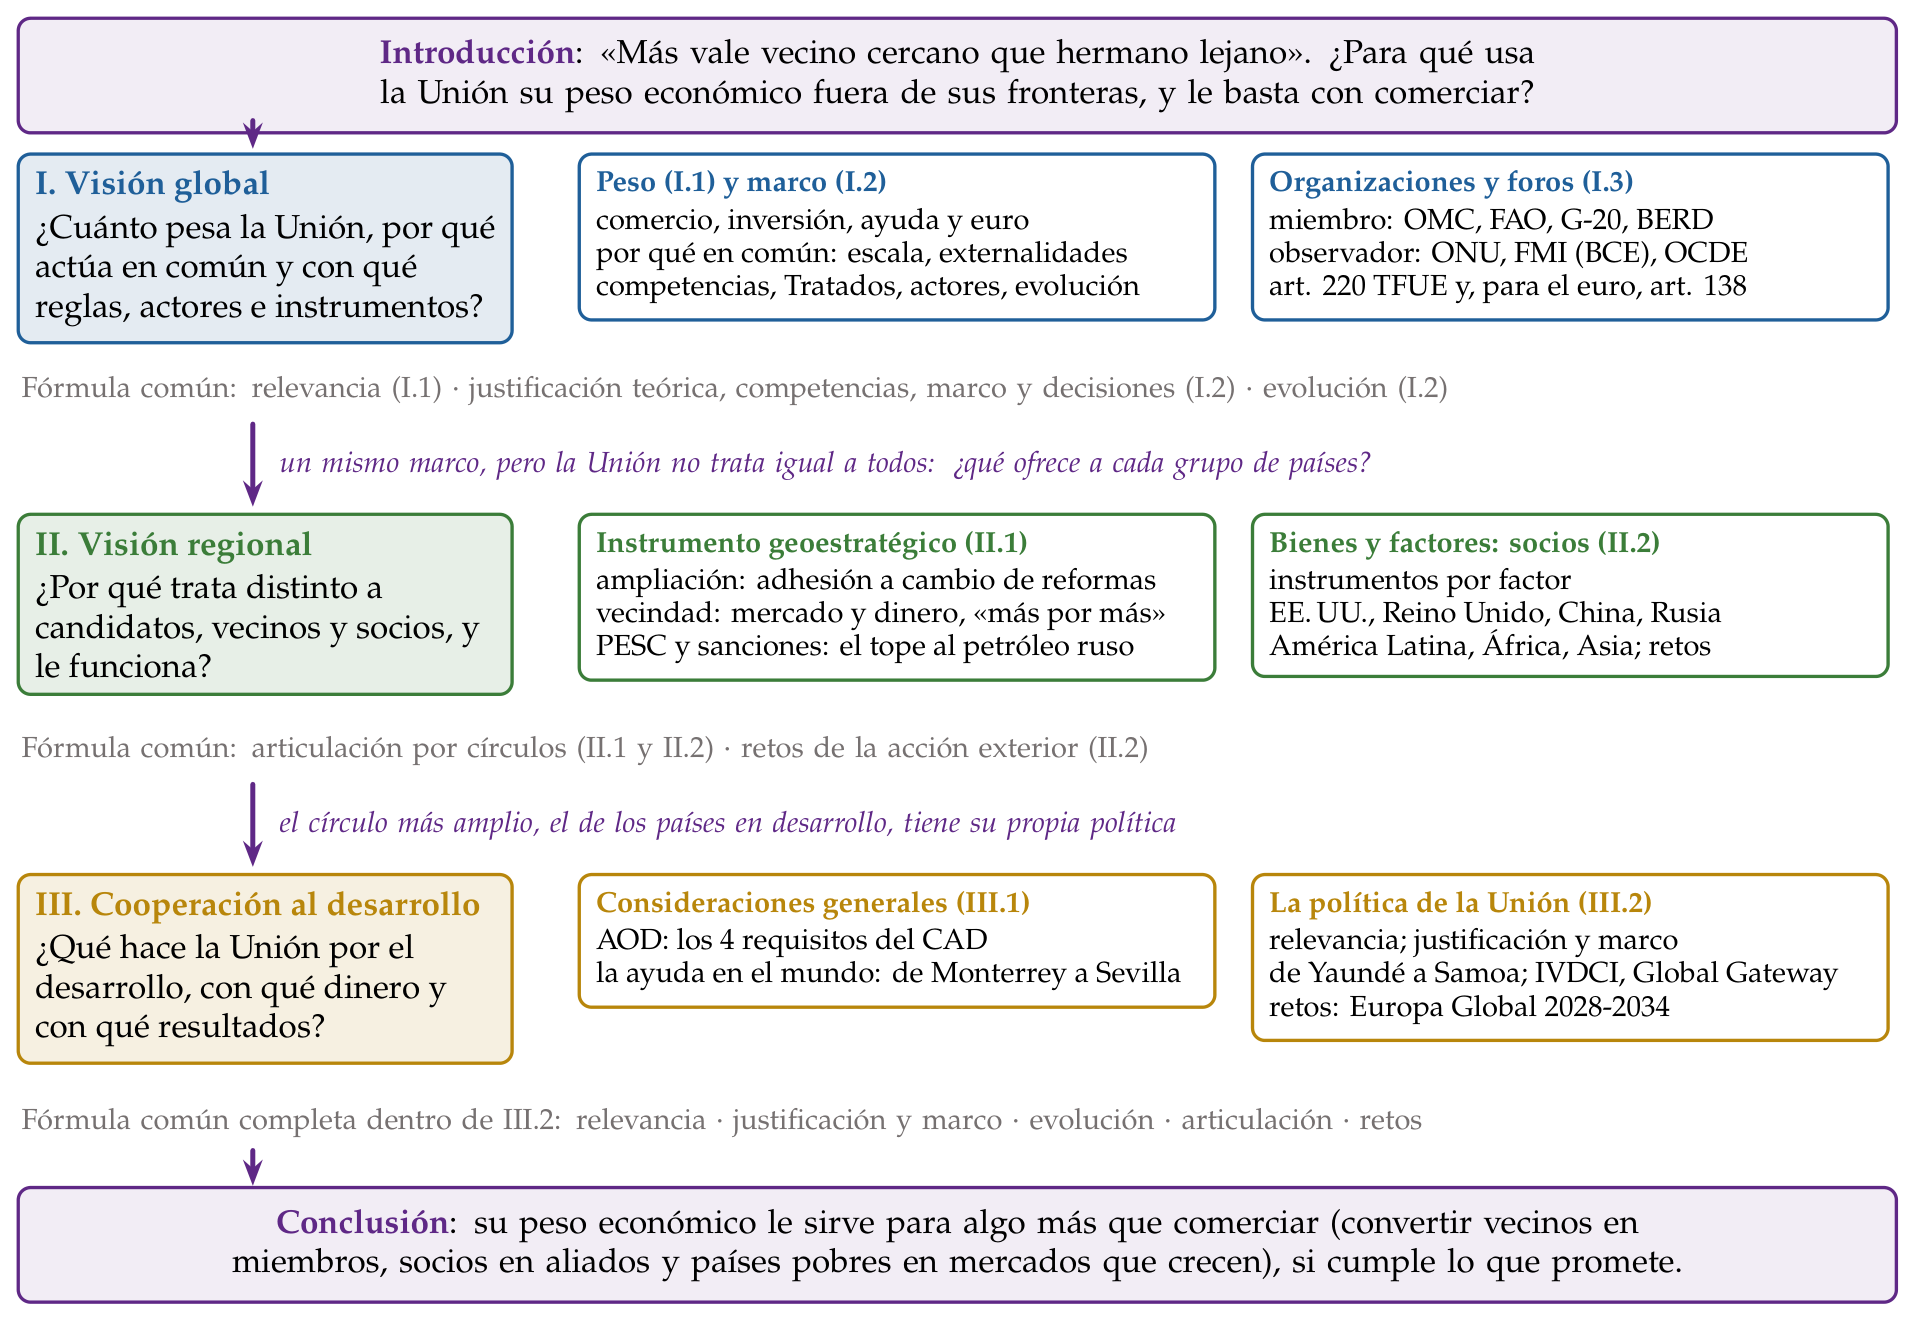 Introducción: «Más vale vecino cercano que hermano lejano». ¿Para qué usa
la Unión su peso económico fuera de sus fronteras, y le basta con comerciar?
I. Visión global
¿Cuánto pesa la Unión, por qué
actúa en común y con qué
reglas, actores e instrumentos?
Peso (I.1) y marco (I.2)
comercio, inversión, ayuda y euro
por qué en común: escala, externalidades
competencias, Tratados, actores, evolución
Organizaciones y foros (I.3)
miembro: OMC, FAO, G-20, BERD
observador: ONU, FMI (BCE), OCDE
art. 220 TFUE y, para el euro, art. 138
Fórmula común: relevancia (I.1) · justificación teórica, competencias, marco y decisiones (I.2) · evolución (I.2)
un mismo marco, pero la Unión no trata igual a todos: ¿qué ofrece a cada grupo de países?
II. Visión regional
¿Por qué trata distinto a
candidatos, vecinos y socios, y
le funciona?
Instrumento geoestratégico (II.1)
ampliación: adhesión a cambio de reformas
vecindad: mercado y dinero, «más por más»
PESC y sanciones: el tope al petróleo ruso
Bienes y factores: socios (II.2)
instrumentos por factor
EE. UU., Reino Unido, China, Rusia
América Latina, África, Asia; retos
Fórmula común: articulación por círculos (II.1 y II.2) · retos de la acción exterior (II.2)
el círculo más amplio, el de los países en desarrollo, tiene su propia política
III. Cooperación al desarrollo
¿Qué hace la Unión por el
desarrollo, con qué dinero y
con qué resultados?
Consideraciones generales (III.1)
AOD: los 4 requisitos del CAD
la ayuda en el mundo: de Monterrey a Sevilla
La política de la Unión (III.2)
relevancia; justificación y marco
de Yaundé a Samoa; IVDCI, Global Gateway
retos: Europa Global 2028-2034
Fórmula común completa dentro de III.2: relevancia · justificación y marco · evolución · articulación · retos
Conclusión: su peso económico le sirve para algo más que comerciar (convertir vecinos en
miembros, socios en aliados y países pobres en mercados que crecen), si cumple lo que promete.